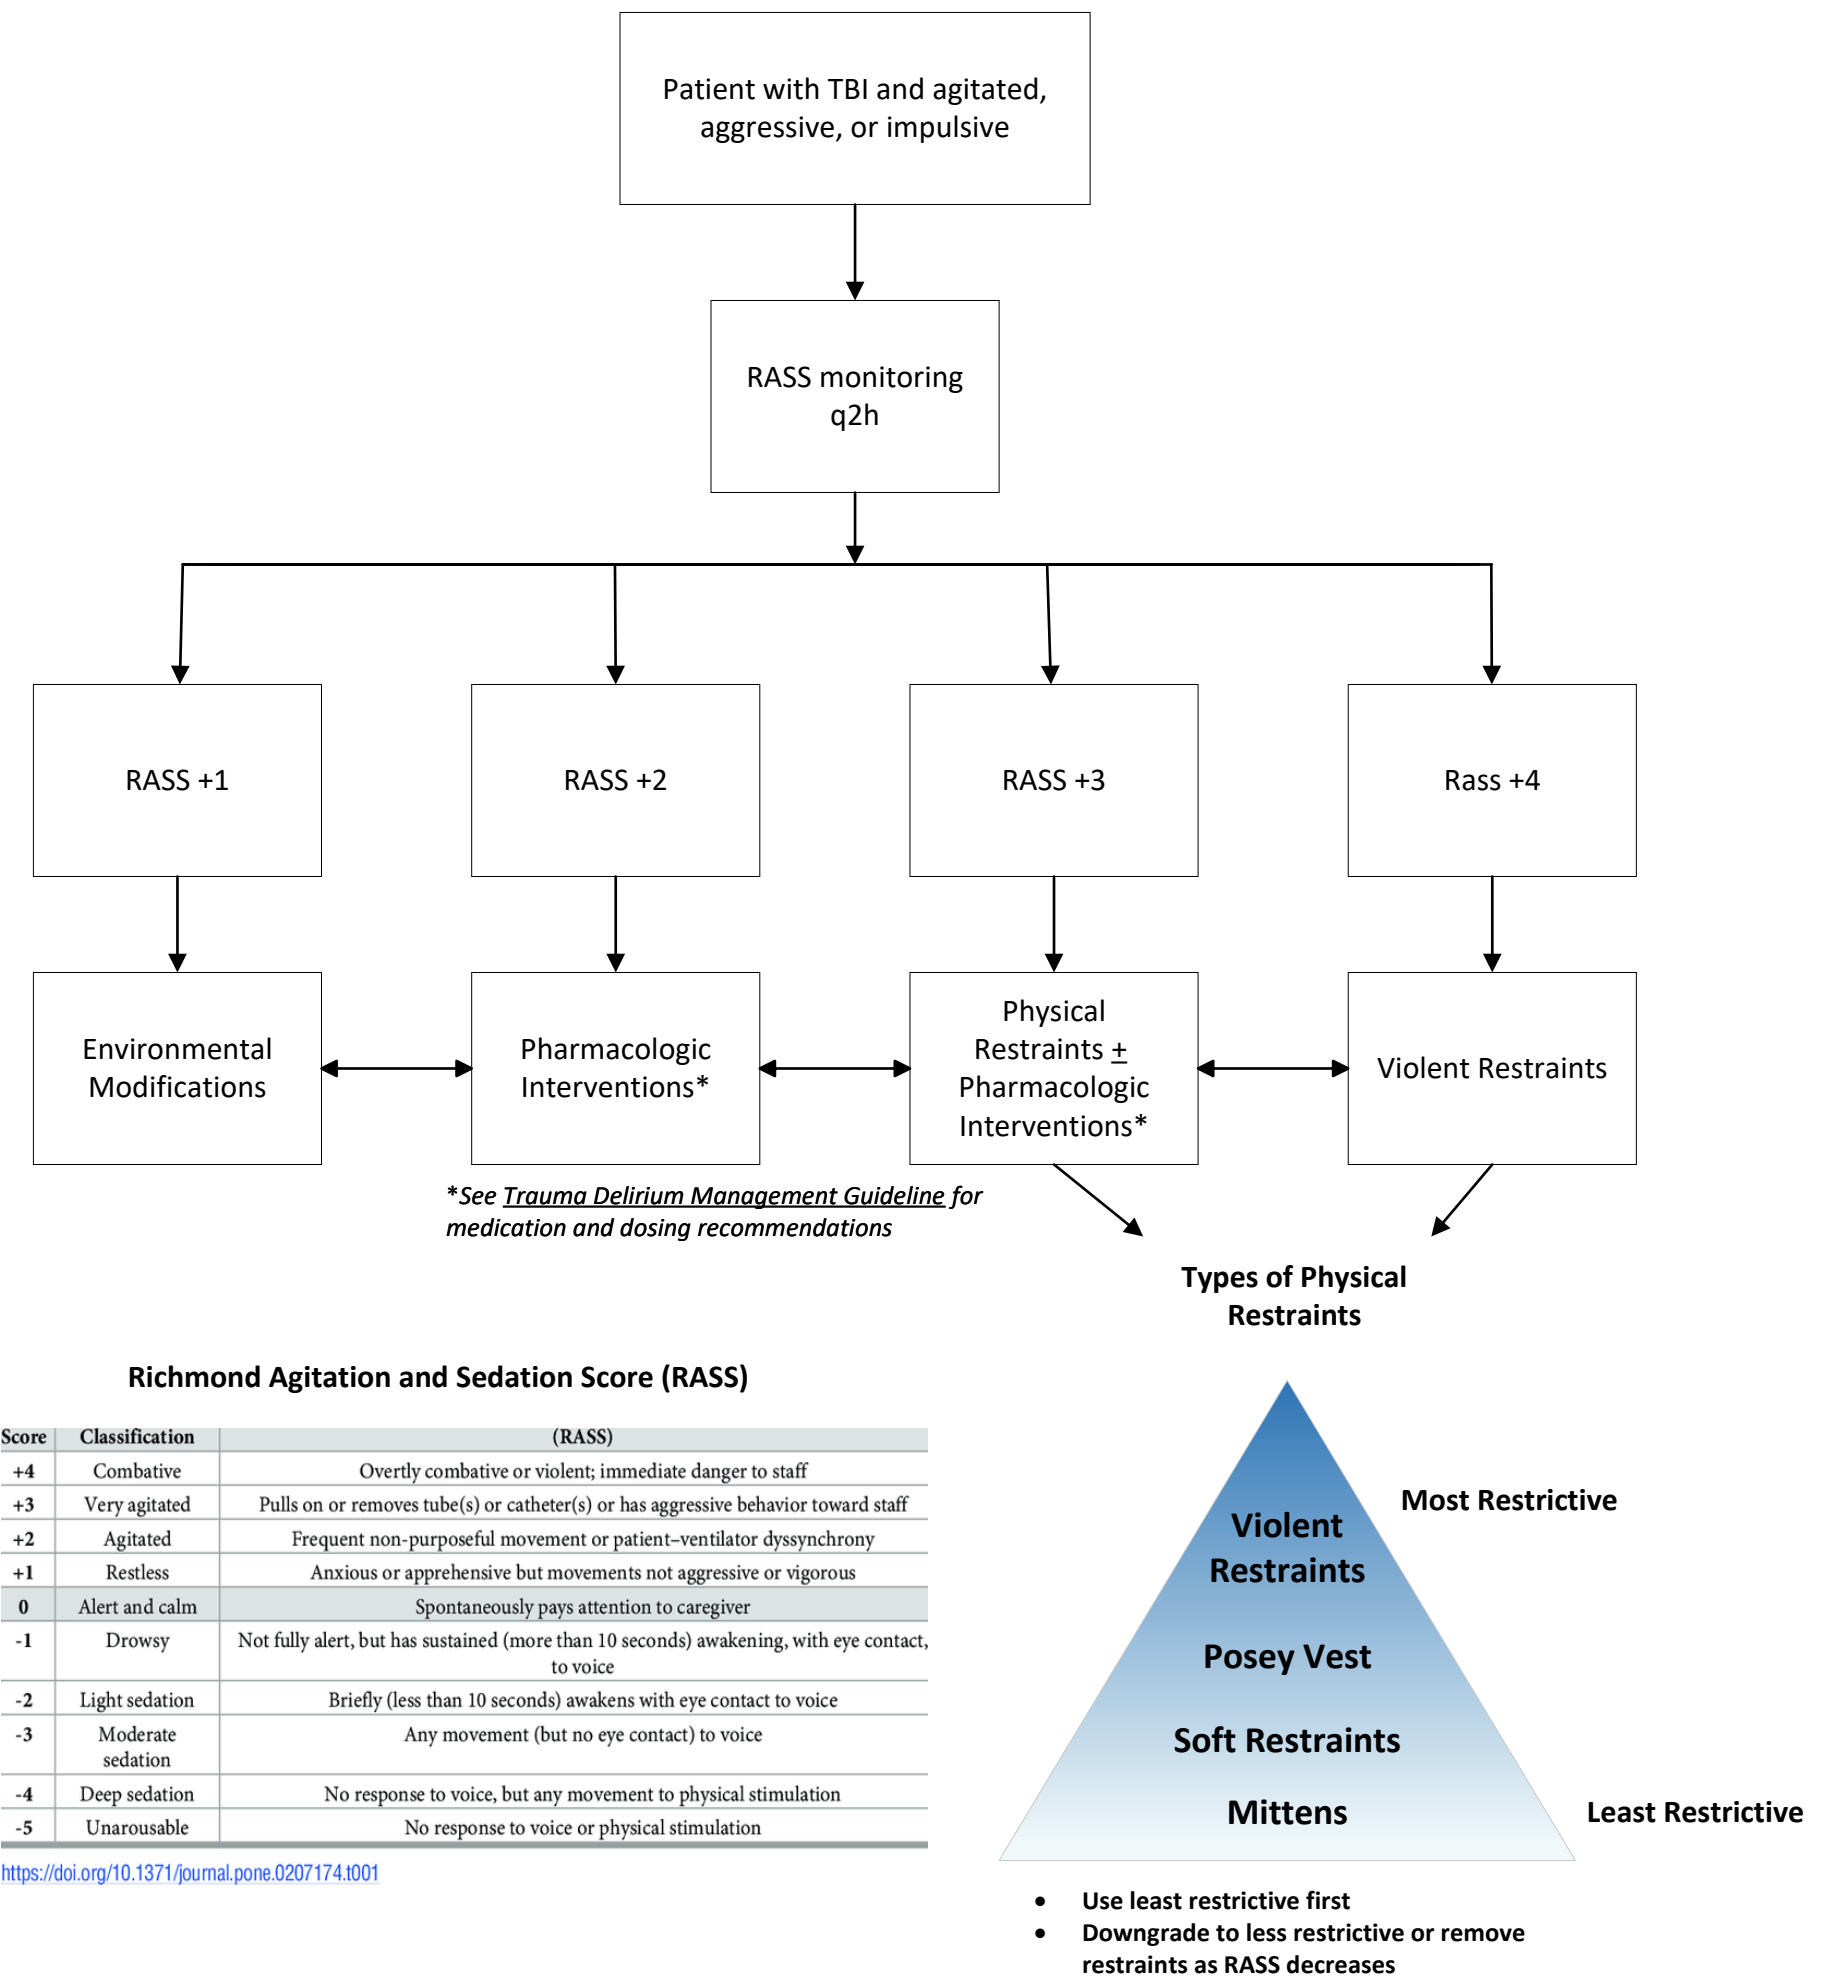 Patient with TBI and agitated,
aggressive, or impulsive
RASS monitoring
q2h
RASS +1
RASS +2
RASS +3
Rass +4
Environmental
Modifications
Pharmacologic
Interventions*
Physical
Restraints ±
Pharmacologic
Interventions*
Violent Restraints
*See Trauma Delirium Management Guideline for
medication and dosing recommendations
Types of Physical
Restraints
Richmond Agitation and Sedation Score (RASS)
Score Classification (RASS)
+4 Combative Overtly combative or violent; immediate danger to staff
+3 Very agitated Pulls on or removes tube(s) or catheter(s) or has aggressive behavior toward staff
+2 Agitated Frequent non-purposeful movement or patient–ventilator dyssynchrony
+1 Restless Anxious or apprehensive but movements not aggressive or vigorous
0 Alert and calm Spontaneously pays attention to caregiver
-1 Drowsy Not fully alert, but has sustained (more than 10 seconds) awakening, with eye contact,
to voice
-2 Light sedation Briefly (less than 10 seconds) awakens with eye contact to voice
-3 Moderate Any movement (but no eye contact) to voice
sedation
-4 Deep sedation No response to voice, but any movement to physical stimulation
-5 Unarousable No response to voice or physical stimulation
https://doi.org/10.1371/journal.pone.0207174.t001
Most Restrictive
Violent
Restraints
Posey Vest
Soft Restraints
Mittens
Least Restrictive
• Use least restrictive first
• Downgrade to less restrictive or remove
restraints as RASS decreases